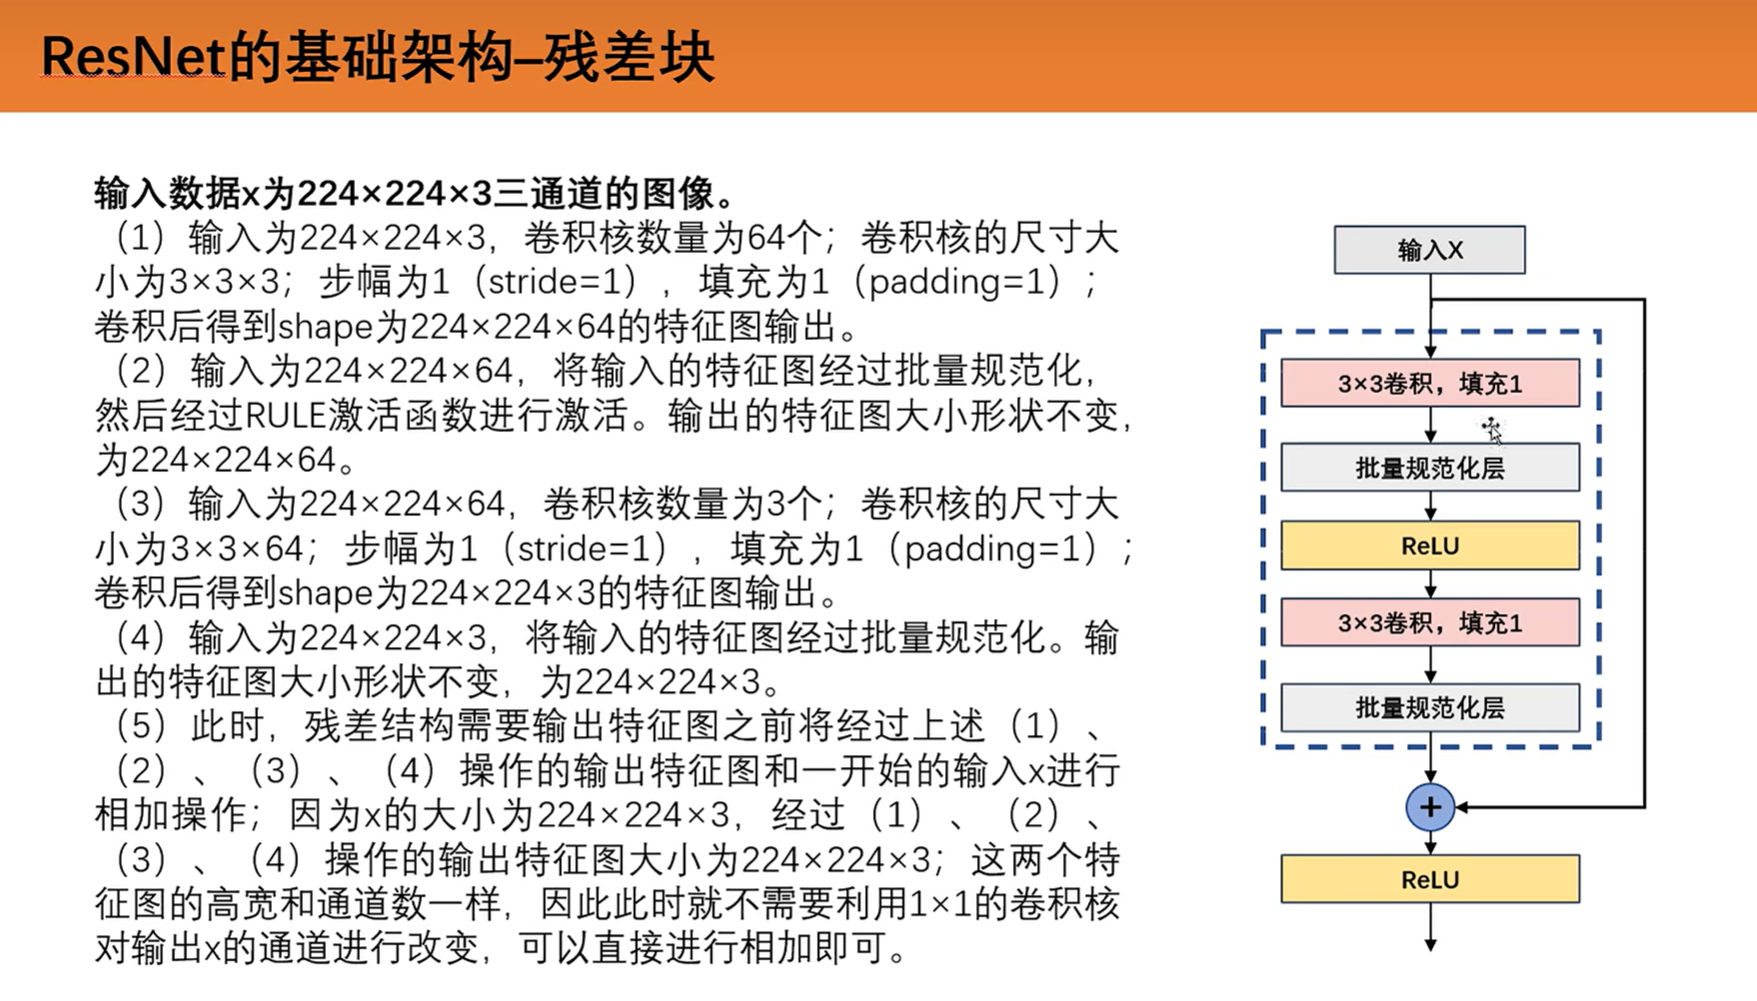 ResNet的基础架构–残差块
输入数据x为224×224×3三通道的图像。
（1）输入为224×224×3，卷积核数量为64个；卷积核的尺寸大
小为3×3×3；步幅为1（stride=1），填充为1（padding=1）；
卷积后得到shape为224×224×64的特征图输出。
（2）输入为224×224×64，将输入的特征图经过批量规范化，
然后经过RULE激活函数进行激活。输出的特征图大小形状不变，
为224×224×64。
（3）输入为224×224×64，卷积核数量为3个；卷积核的尺寸大
小为3×3×64；步幅为1（stride=1），填充为1（padding=1）；
卷积后得到shape为224×224×3的特征图输出。
（4）输入为224×224×3，将输入的特征图经过批量规范化。输
出的特征图大小形状不变，为224×224×3。
（5）此时，残差结构需要输出特征图之前将经过上述（1）、
（2）、（3）、（4）操作的输出特征图和一开始的输入x进行
相加操作；因为x的大小为224×224×3，经过（1）、（2）、
（3）、（4）操作的输出特征图大小为224×224×3；这两个特
征图的高宽和通道数一样，因此此时就不需要利用1×1的卷积核
对输出x的通道进行改变，可以直接进行相加即可。
输入X
3×3卷积，填充1
批量规范化层
ReLU
3×3卷积，填充1
批量规范化层
+
ReLU